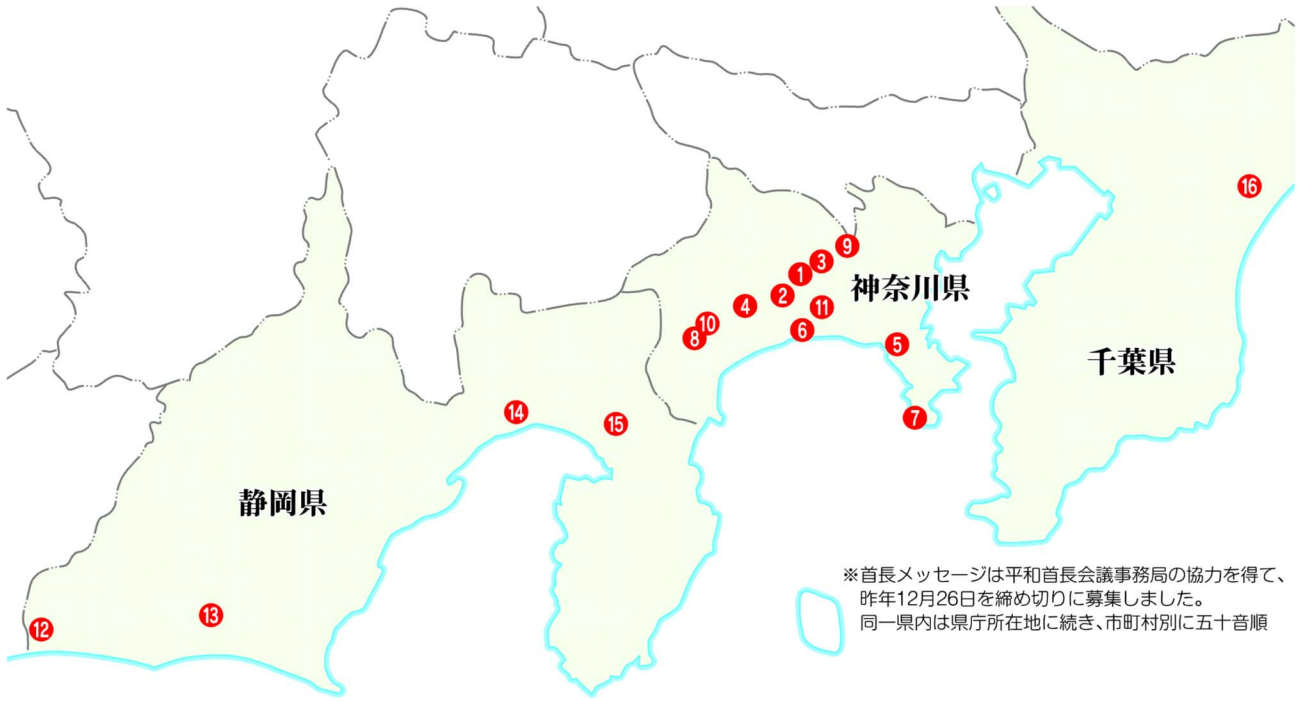 16
9
3
1
神奈川県
2
4
11
10
6
8
5
千葉県
14
7
15
静岡県
※首長メッセージは平和首長会議事務局の協力を得て、
昨年12月26日を締め切りに募集しました。
同一県内は県庁所在地に続き、市町村別に五十音順
13
12